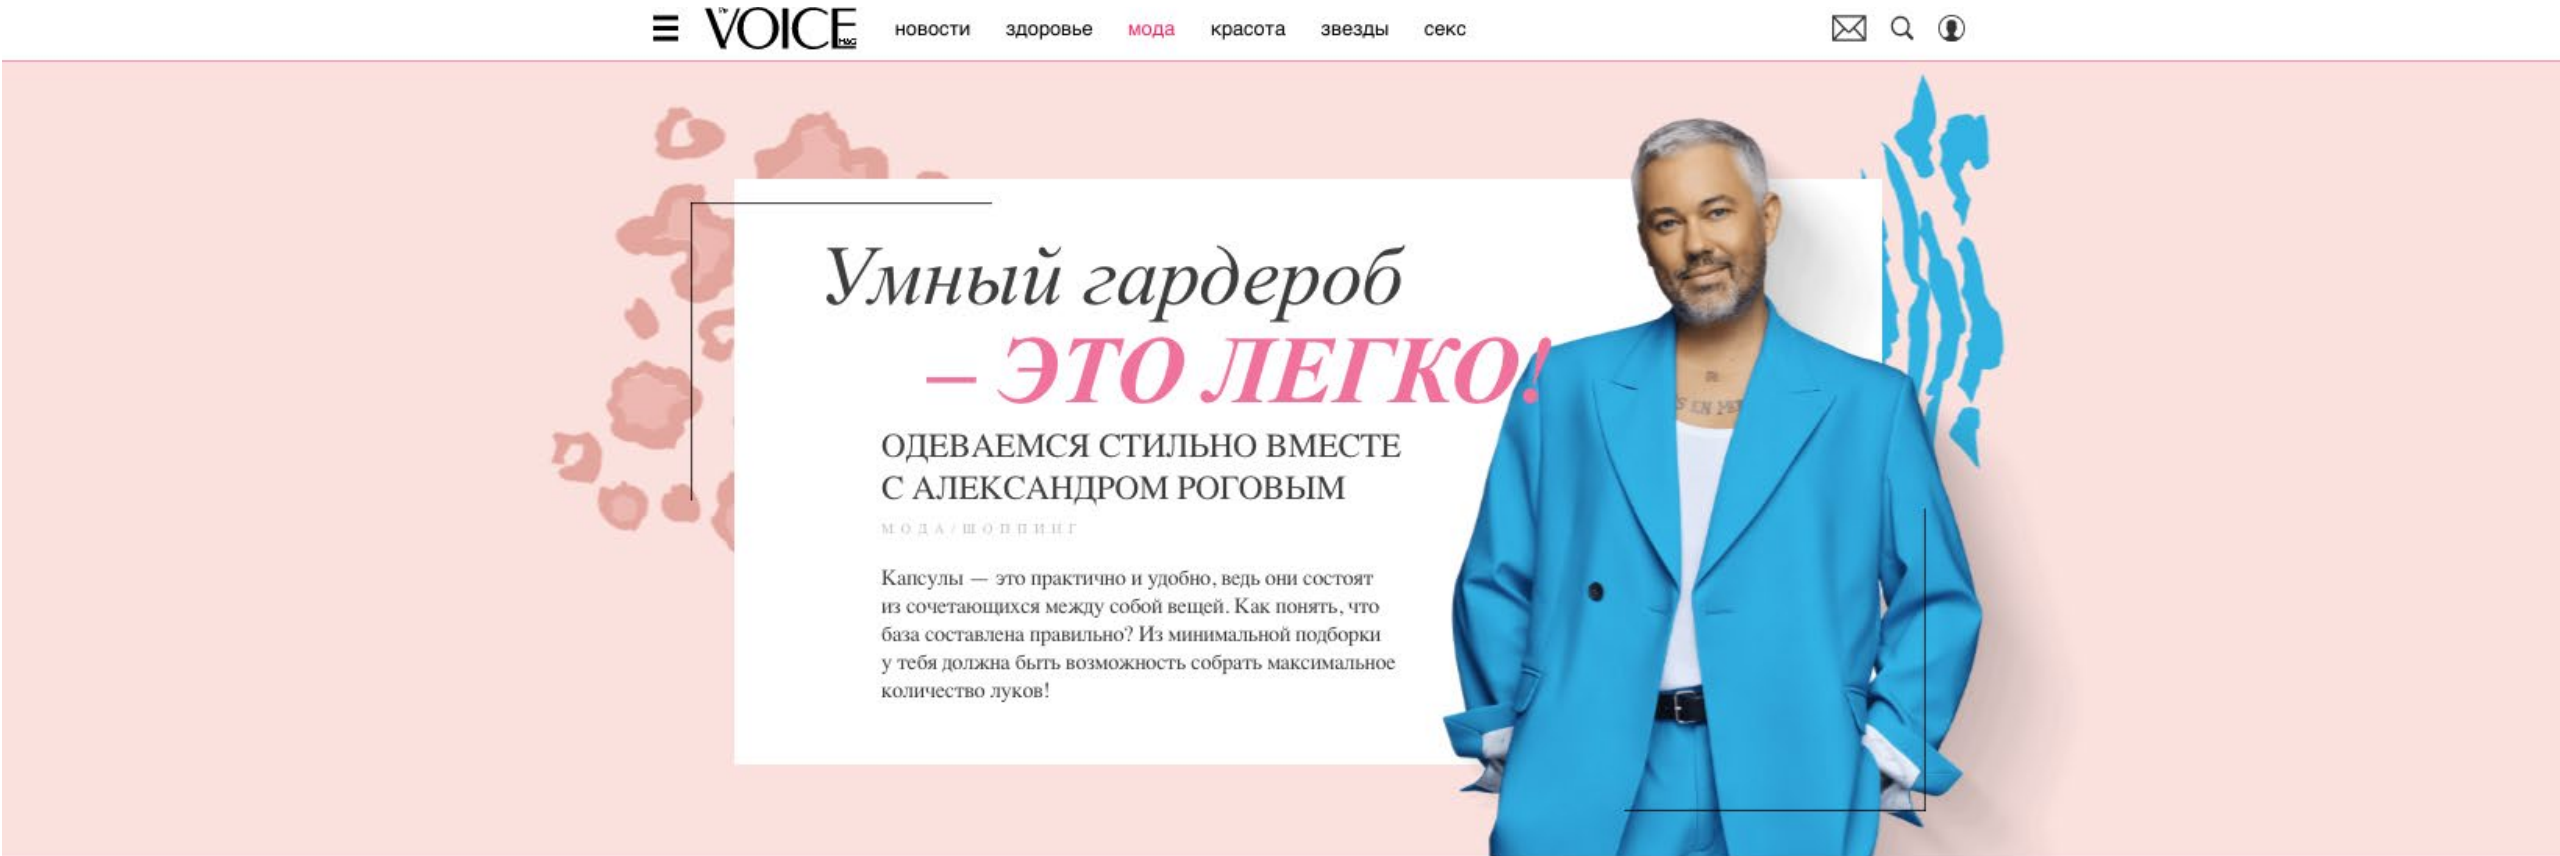 The VOICE MAG
новости здоровье мода красота звезды секс
Умный гардероб
– ЭТО ЛЕГКО!
ОДЕВАЕМСЯ СТИЛЬНО ВМЕСТЕ
С АЛЕКСАНДРОМ РОГОВЫМ
МОДА/ШОППИНГ
Капсулы — это практично и удобно, ведь они состоят
из сочетающихся между собой вещей. Как понять, что
база составлена правильно? Из минимальной подборки
у тебя должна быть возможность собрать максимальное
количество луков!